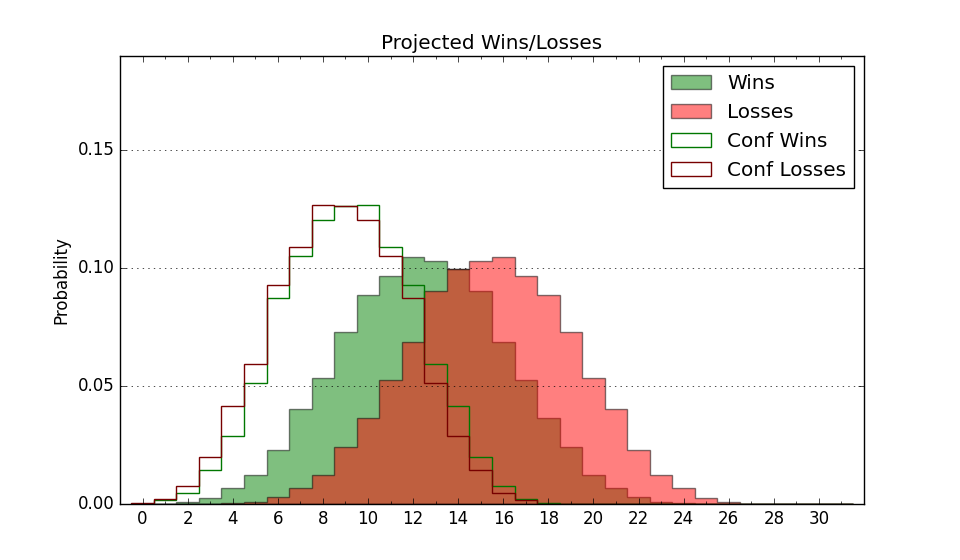 Projected Wins/Losses
Wins
Losses
Conf Wins
Conf Losses
Probability
0.15
0.10
0.05
0.00
0 2 4 6 8 10 12 14 16 18 20 22 24 26 28 30